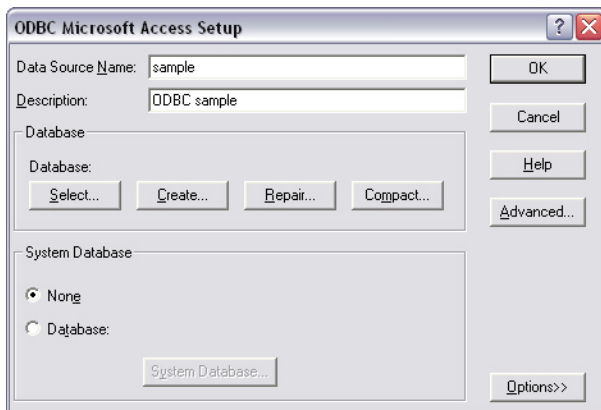 ODBC Microsoft Access Setup
Data Source Name: sample
OK
Description: ODBC sample
Cancel
Database
Database:
Help
Select... Create... Repair... Compact...
Advanced...
System Database
None
Database:
System Database...
Options>>